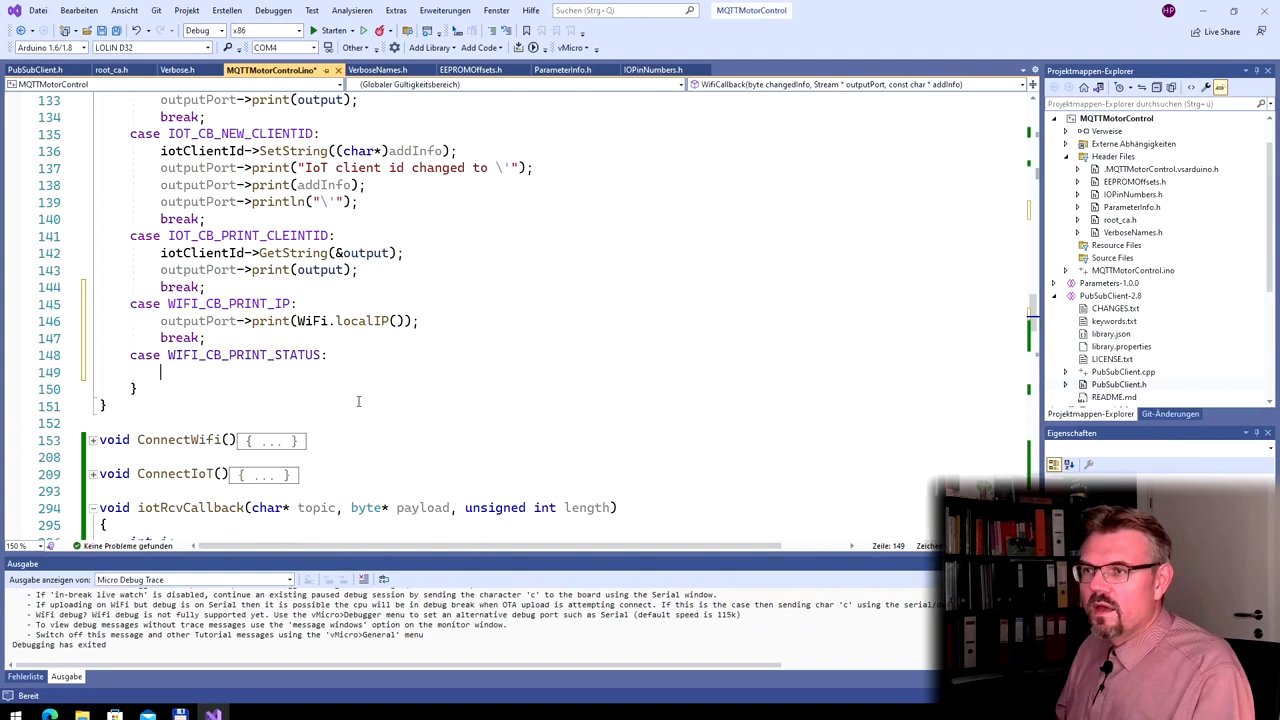 Datei Bearbeiten Ansicht Git Projekt Erstellen Debuggen Test Analysieren Extras Erweiterungen Fenster Hilfe Suchen (Strg+Q) MQTTMotorControl HP
Debug x86 Starten Live Share
Arduino 1.6/1.8 LOLIN D32 COM4 Other Add Library Add Code vMicro
PubSubClient.h root_ca.h Verbose.h MQTTMotorControl.ino* VerboseNames.h EEPROMOffsets.h ParameterInfo.h IOPinNumbers.h
MQTTMotorControl (Globaler Gültigkeitsbereich) WifiCallback(byte changedInfo, Stream * outputPort, const char * addInfo)
133 outputPort->print(output);
134 break;
135 case IOT_CB_NEW_CLIENTID:
136 iotClientId->SetString((char*)addInfo);
137 outputPort->print("IoT client id changed to \'");
138 outputPort->print(addInfo);
139 outputPort->println("\'");
140 break;
141 case IOT_CB_PRINT_CLEINTID:
142 iotClientId->GetString(&output);
143 outputPort->print(output);
144 break;
145 case WIFI_CB_PRINT_IP:
146 outputPort->print(WiFi.localIP());
147 break;
148 case WIFI_CB_PRINT_STATUS:
149
150 }
151 }
152
153 void ConnectWifi() { ... }
208
209 void ConnectIoT() { ... }
293
294 void iotRcvCallback(char* topic, byte* payload, unsigned int length)
295 {
150 % Keine Probleme gefunden Zeile: 149
Projektmappen-Explorer
Projektmappen-Explorer durchsuchen (Strg+ü)
MQTTMotorControl
Verweise
Externe Abhängigkeiten
Header Files
.MQTTMotorControl.vsarduino.h
EEPROMOffsets.h
IOPinNumbers.h
ParameterInfo.h
root_ca.h
VerboseNames.h
Resource Files
Source Files
MQTTMotorControl.ino
Parameters-1.0.0
PubSubClient-2.8
CHANGES.txt
keywords.txt
library.json
library.properties
LICENSE.txt
PubSubClient.cpp
PubSubClient.h
README.md
Projektmappen-Explorer Git-Änderungen
Eigenschaften
Ausgabe
Ausgabe anzeigen von: Micro Debug Trace
- If 'in-break live watch' is disabled, continue an existing paused debug session by sending the character 'c' to the board using the Serial window.
- If uploading on WiFi but debug is on Serial then it is possible the cpu will be in debug break when OTA upload is attempting connect. If this is the case then sending char 'c' using the
- WiFi debug? Wifi debug is not fully supported yet. Use the vMicro>Debugger menu to set an alternative debug port such as Serial (default speed is 115k)
- To view debug messages without trace messages use the 'message windows' option on the monitor window.
- Switch off this message and other Tutorial messages using the 'vMicro>General' menu
Debugging has exited
Fehlerliste Ausgabe
Bereit